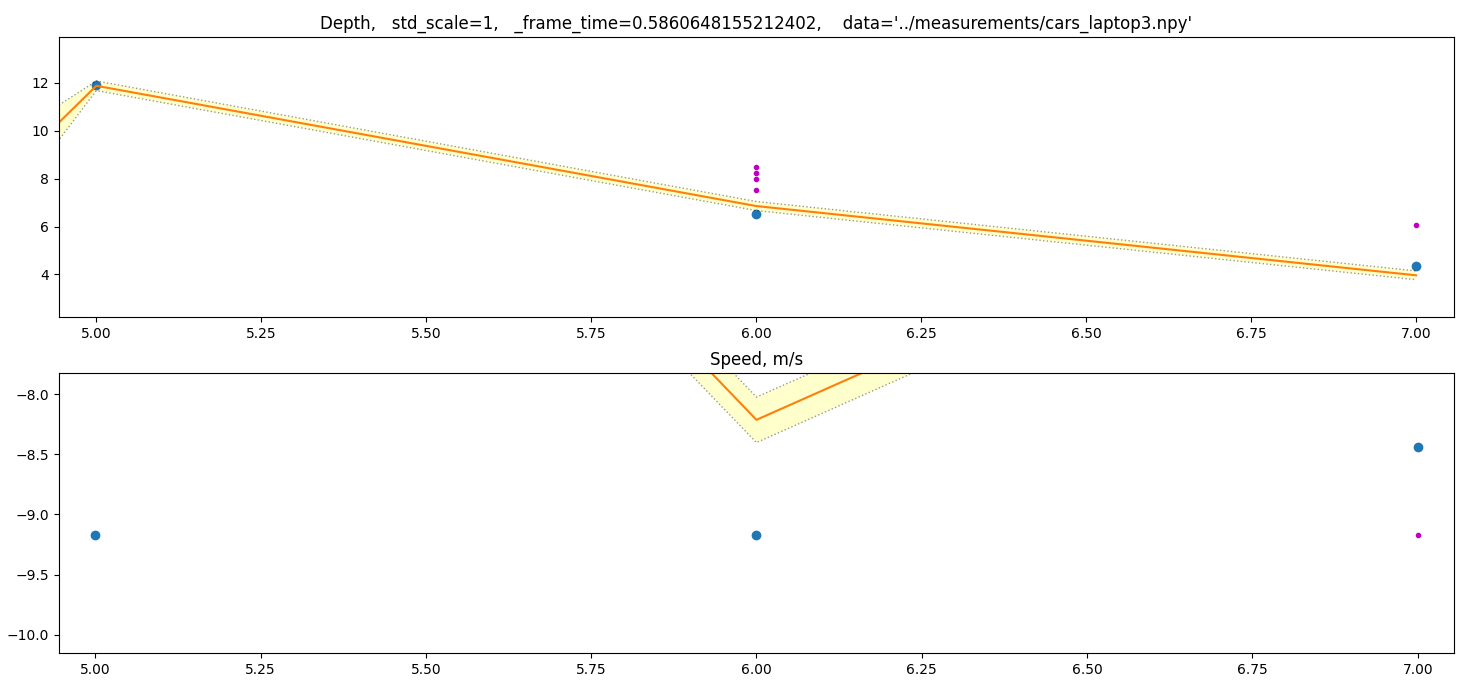 Depth,   std_scale=1,   _frame_time=0.5860648155212402,    data='../measurements/cars_laptop3.npy'
12
10
8
6
4
5.00 5.25 5.50 5.75 6.00 6.25 6.50 6.75 7.00
Speed, m/s
−8.0
−8.5
−9.0
−9.5
−10.0
5.00 5.25 5.50 5.75 6.00 6.25 6.50 6.75 7.00